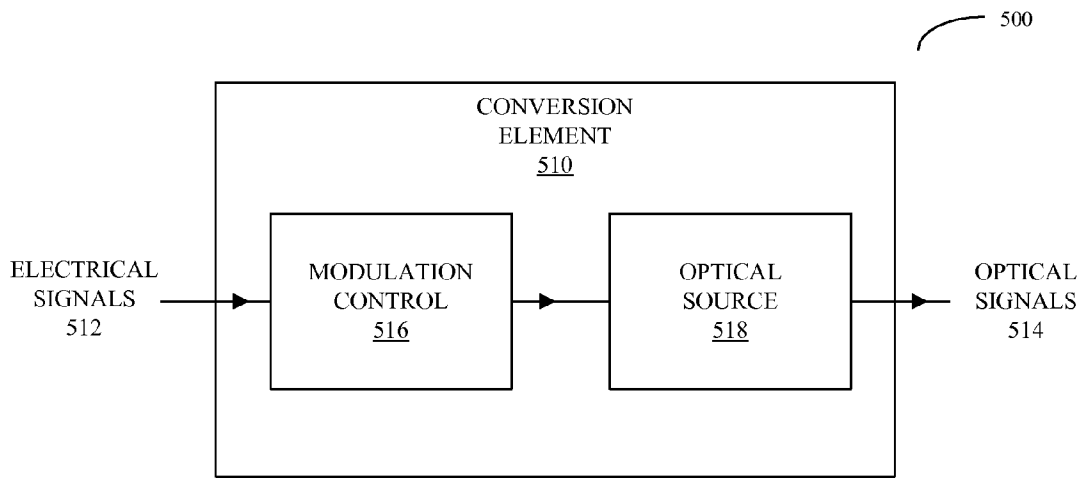 500
CONVERSION
ELEMENT
510
ELECTRICAL
SIGNALS
512
MODULATION
CONTROL
516
OPTICAL
SOURCE
518
OPTICAL
SIGNALS
514